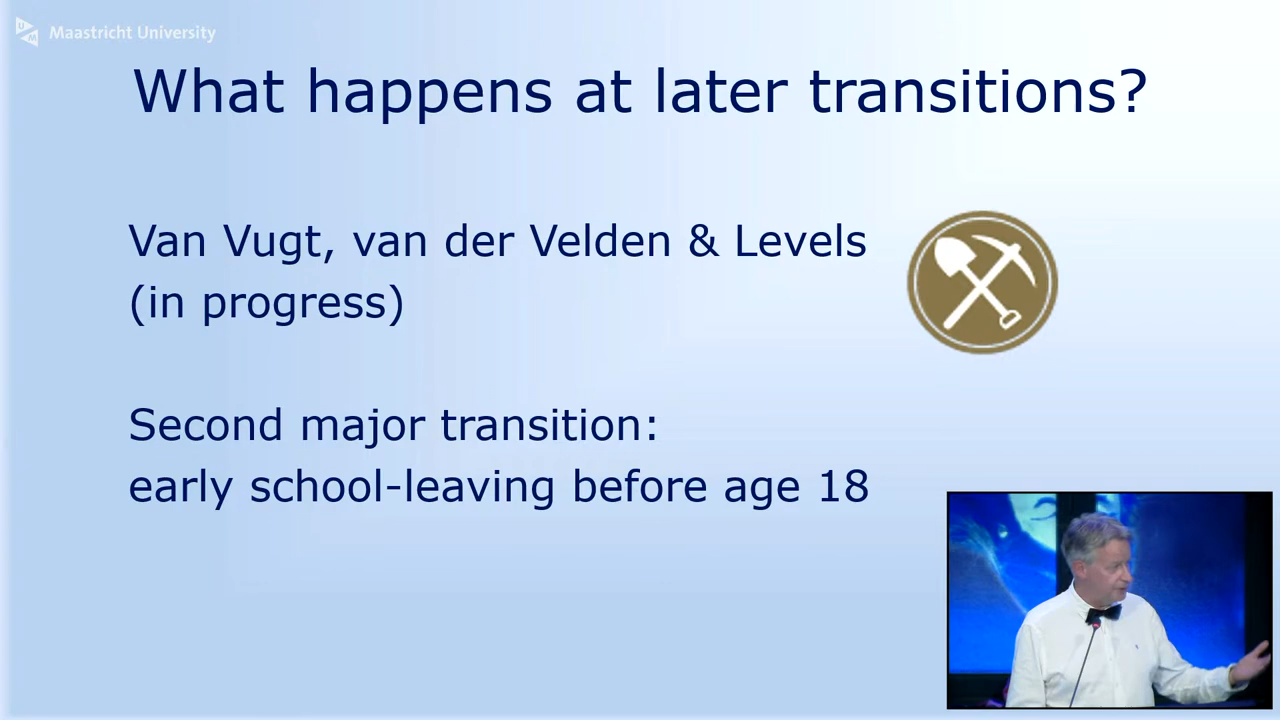 UM Maastricht University
What happens at later transitions?
Van Vugt, van der Velden & Levels
(in progress)
Second major transition:
early school-leaving before age 18